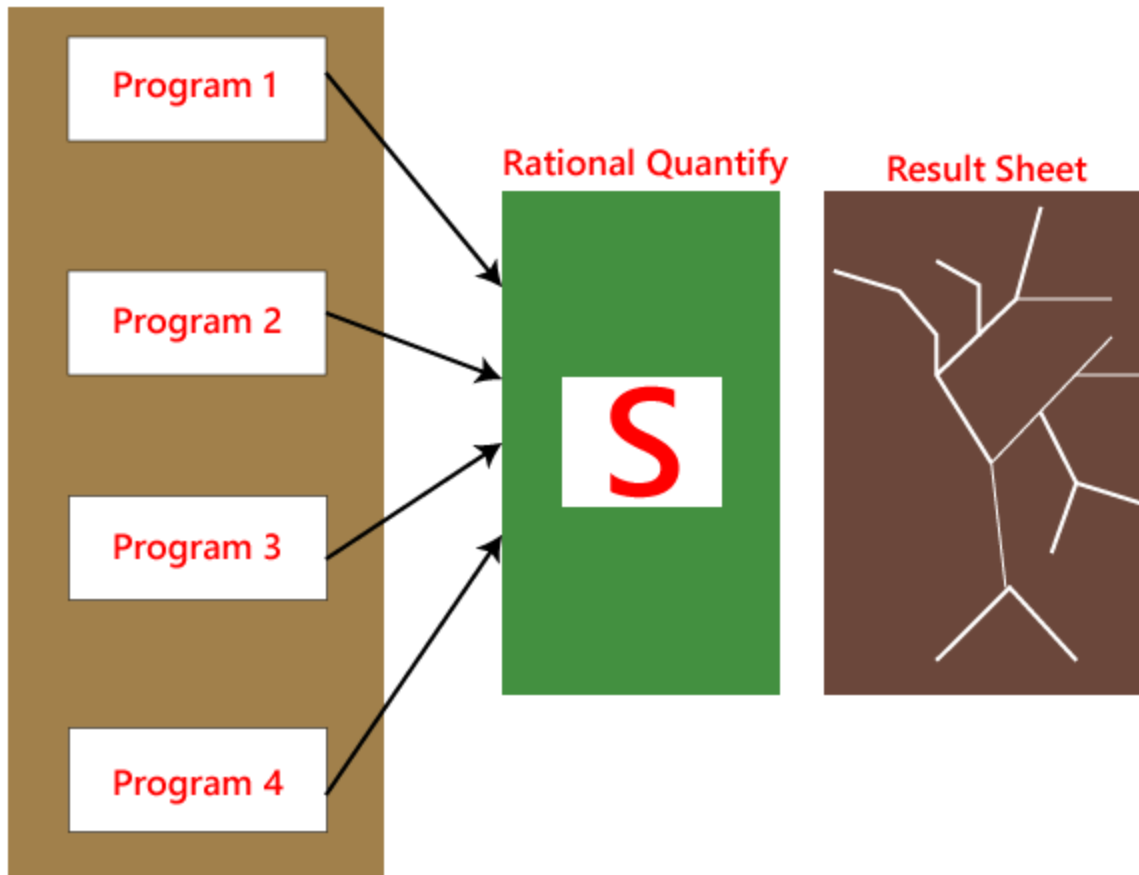 Program 1
Program 2
Program 3
Program 4
Rational Quantify
S
Result Sheet